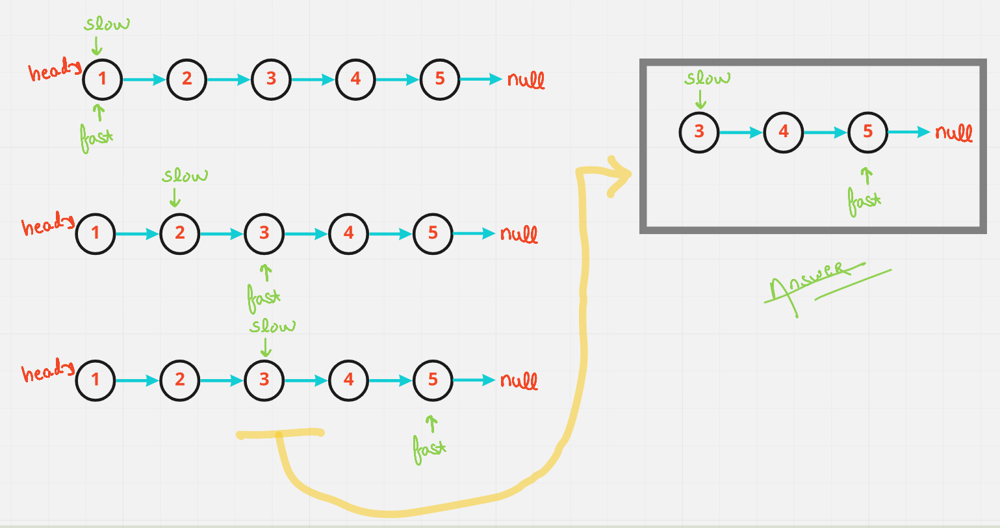 slow
head 1 2 3 4 5 null
fast
slow
head 1 2 3 4 5 null
fast
slow
head 1 2 3 4 5 null
fast
slow
3 4 5 null
fast
Answer